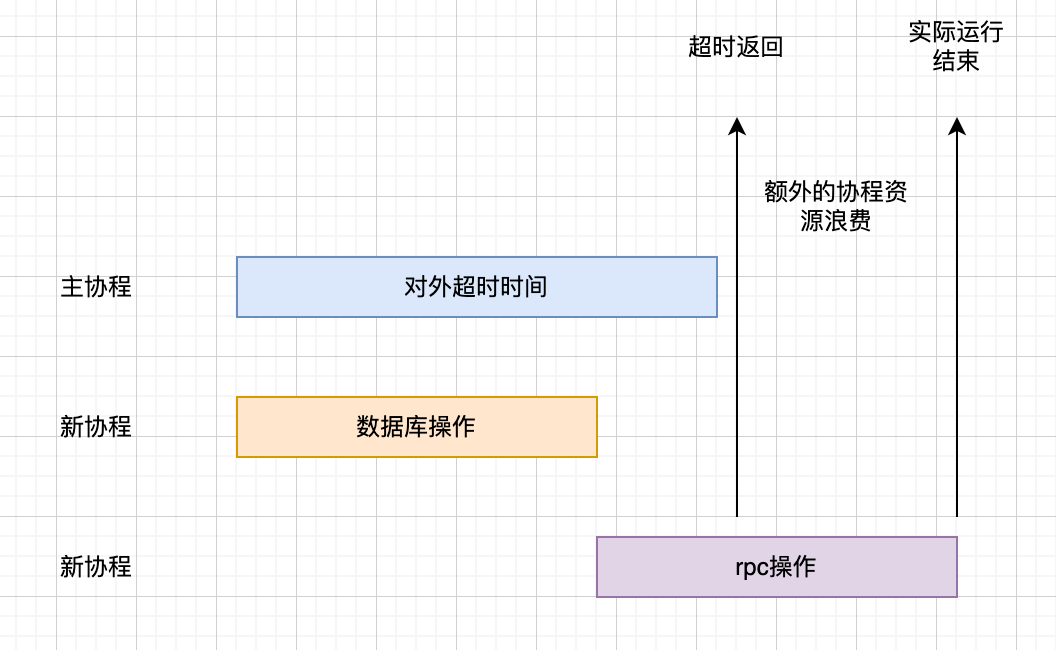 超时返回
实际运行
结束
额外的协程资
源浪费
主协程
对外超时时间
新协程
数据库操作
新协程
rpc操作